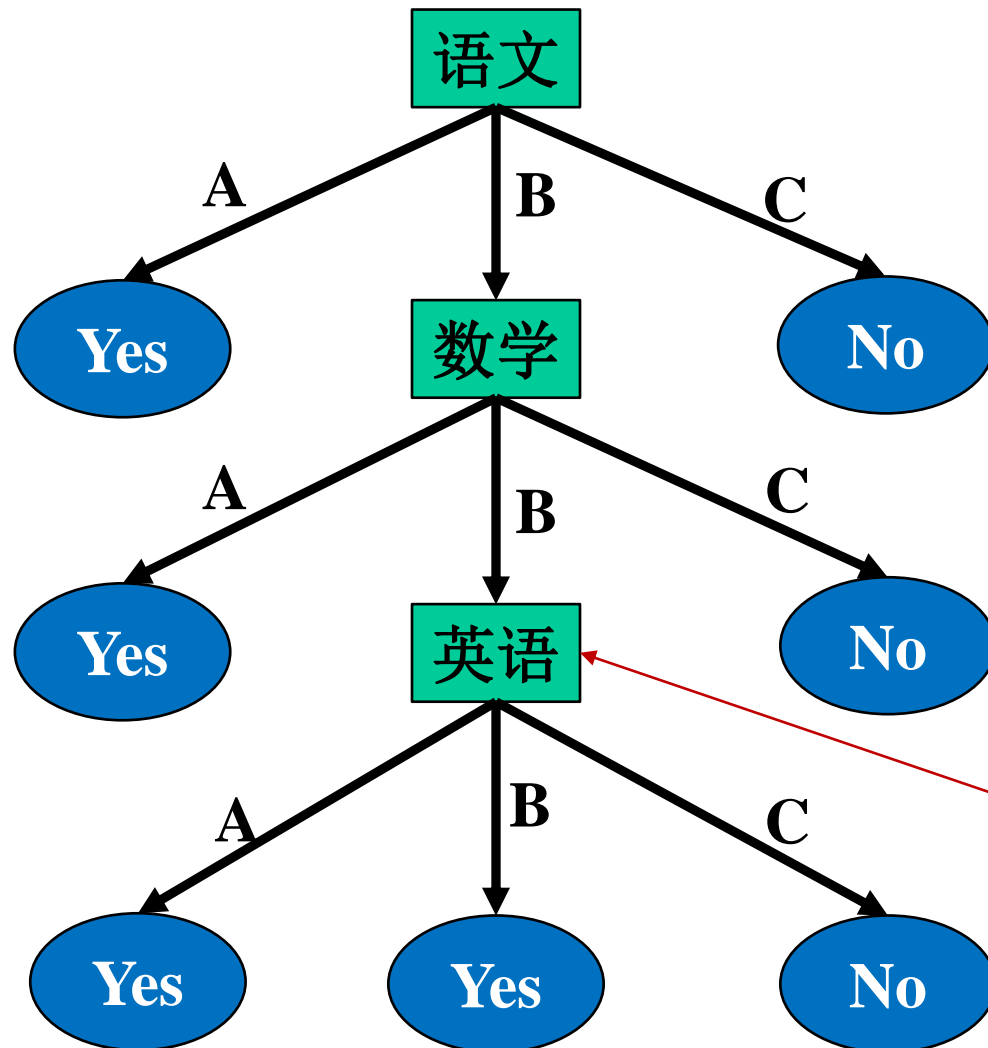 语文
A B C
Yes 数学 No
A B C
Yes 英语 No
A B C
Yes Yes No